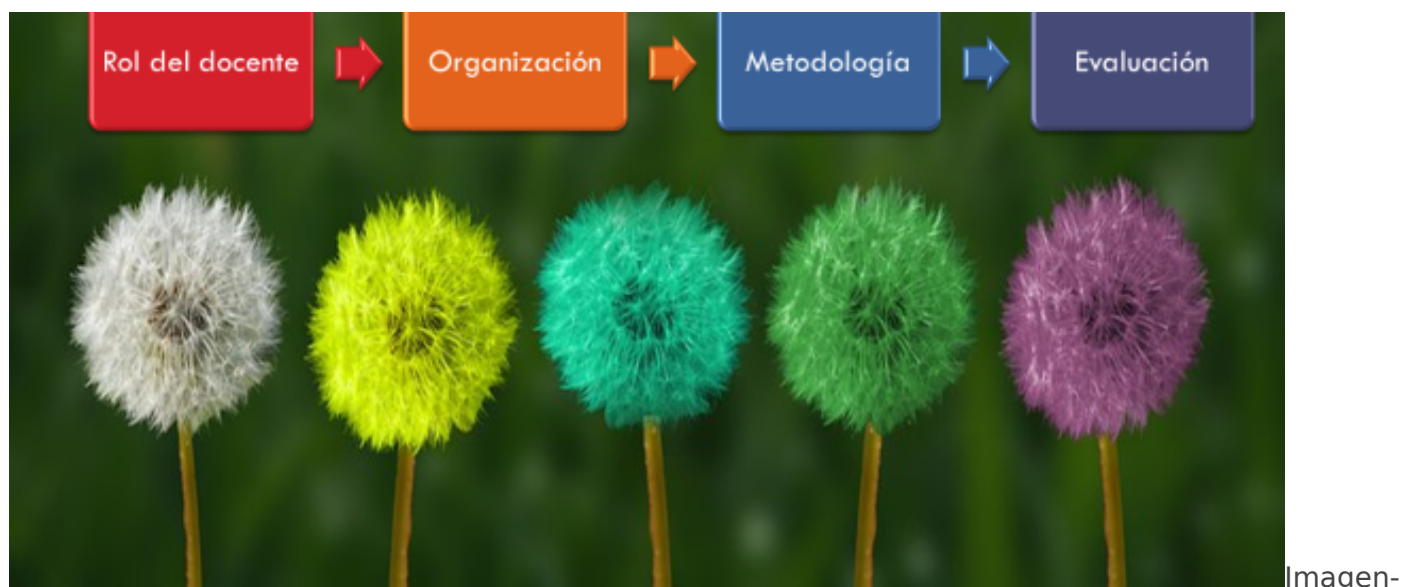 Rol del docente
Organización
Metodología
Evaluación
Imagen-